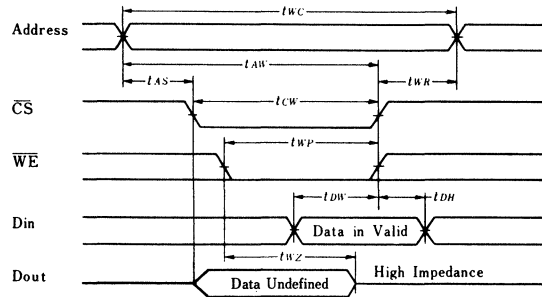 tWC
Address
tAW
tAS
tWR
tCW
CS
tWP
WE
tDW
tDH
Din
Data in Valid
tWZ
High Impedance
Dout
Data Undefined